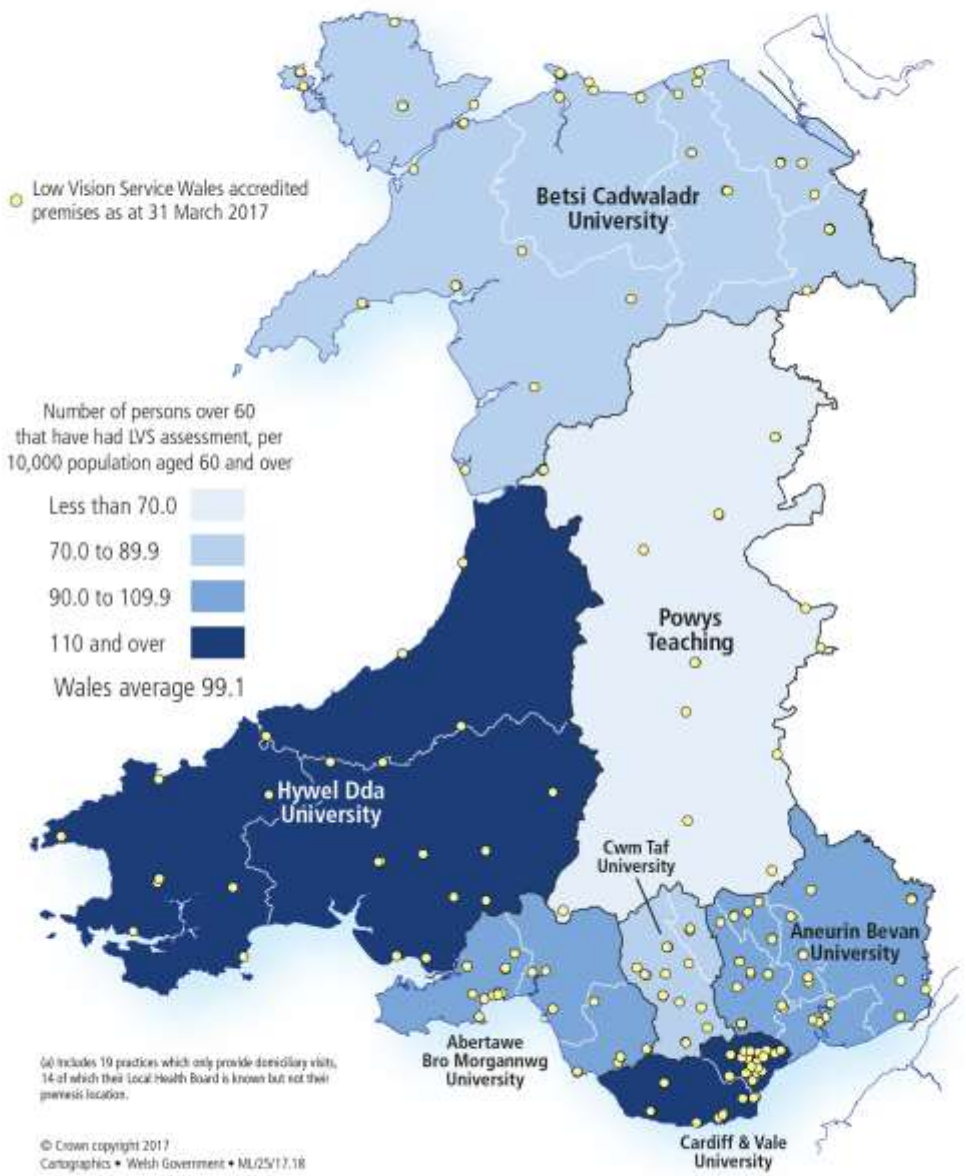 Low Vision Service Wales accredited
premises as at 31 March 2017
Betsi Cadwaladr
University
Number of persons over 60
that have had LVS assessment, per
10,000 population aged 60 and over
Less than 70.0
70.0 to 89.9
90.0 to 109.9
110 and over
Wales average 99.1
Powys
Teaching
Hywel Dda
University
Cwm Taf
University
Aneurin Bevan
University
Abertawe
Bro Morgannwg
University
Cardiff & Vale
University
(a) Includes 19 practices which only provide domiciliary visits,
14 of which their Local Health Board is known but not their
premesis location.
© Crown copyright 2017
Cartographics • Welsh Government • ML/25/17.18